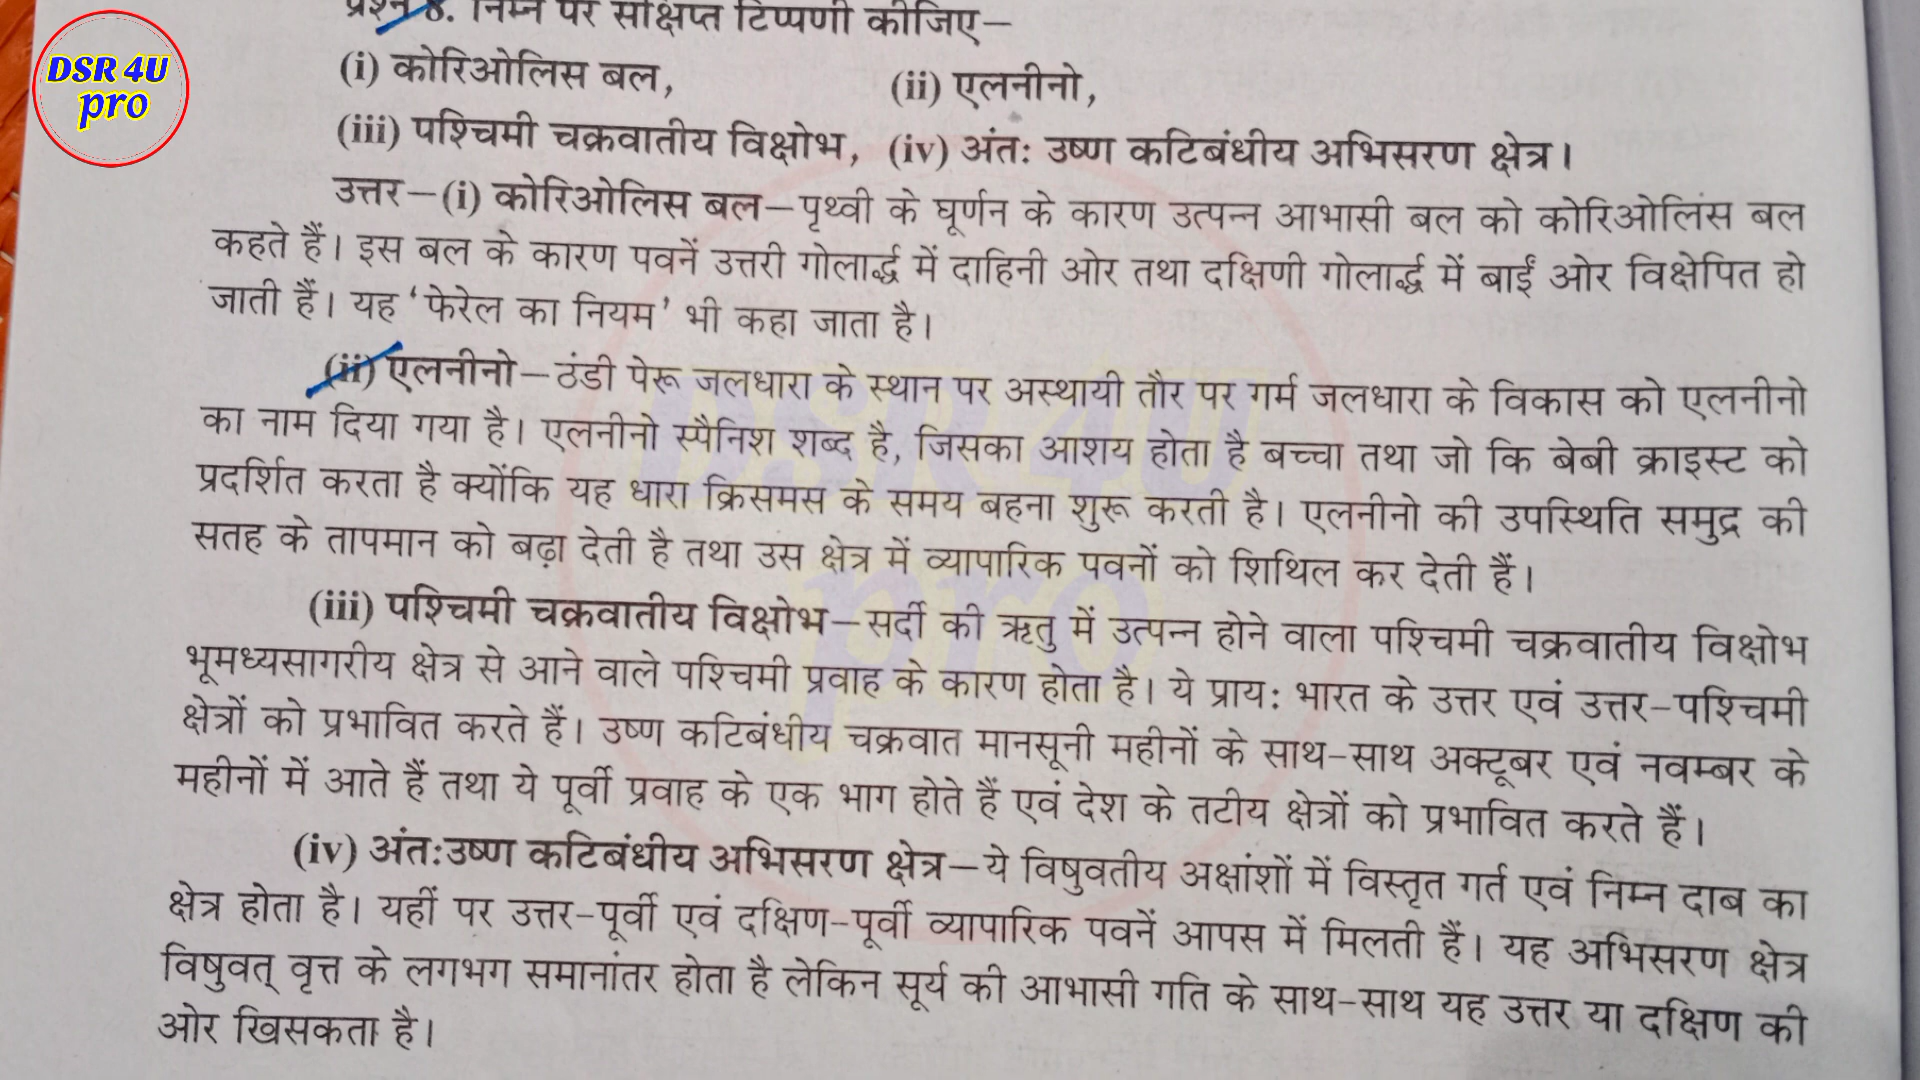 DSR 4U
pro
प्रश्न 8. निम्न पर संक्षिप्त टिप्पणी कीजिए—
(i) कोरिओलिस बल, (ii) एलनीनो,
(iii) पश्चिमी चक्रवातीय विक्षोभ, (iv) अंतः उष्ण कटिबंधीय अभिसरण क्षेत्र।
उत्तर—(i) कोरिओलिस बल—पृथ्वी के घूर्णन के कारण उत्पन्न आभासी बल को कोरिओलिस बल
कहते हैं। इस बल के कारण पवनें उत्तरी गोलार्द्ध में दाहिनी ओर तथा दक्षिणी गोलार्द्ध में बाईं ओर विक्षेपित हो
जाती हैं। यह ‘फेरेल का नियम’ भी कहा जाता है।
(ii) एलनीनो—ठंडी पेरू जलधारा के स्थान पर अस्थायी तौर पर गर्म जलधारा के विकास को एलनीनो
का नाम दिया गया है। एलनीनो स्पैनिश शब्द है, जिसका आशय होता है बच्चा तथा जो कि बेबी क्राइस्ट को
प्रदर्शित करता है क्योंकि यह धारा क्रिसमस के समय बहना शुरू करती है। एलनीनो की उपस्थिति समुद्र की
सतह के तापमान को बढ़ा देती है तथा उस क्षेत्र में व्यापारिक पवनों को शिथिल कर देती हैं।
(iii) पश्चिमी चक्रवातीय विक्षोभ—सर्दी की ऋतु में उत्पन्न होने वाला पश्चिमी चक्रवातीय विक्षोभ
भूमध्यसागरीय क्षेत्र से आने वाले पश्चिमी प्रवाह के कारण होता है। ये प्रायः भारत के उत्तर एवं उत्तर-पश्चिमी
क्षेत्रों को प्रभावित करते हैं। उष्ण कटिबंधीय चक्रवात मानसूनी महीनों के साथ-साथ अक्टूबर एवं नवम्बर के
महीनों में आते हैं तथा ये पूर्वी प्रवाह के एक भाग होते हैं एवं देश के तटीय क्षेत्रों को प्रभावित करते हैं।
(iv) अंतःउष्ण कटिबंधीय अभिसरण क्षेत्र—ये विषुवतीय अक्षांशों में विस्तृत गर्त एवं निम्न दाब का
क्षेत्र होता है। यहीं पर उत्तर-पूर्वी एवं दक्षिण-पूर्वी व्यापारिक पवनें आपस में मिलती हैं। यह अभिसरण क्षेत्र
विषुवत् वृत्त के लगभग समानांतर होता है लेकिन सूर्य की आभासी गति के साथ-साथ यह उत्तर या दक्षिण की
ओर खिसकता है।
DSR 4U
pro